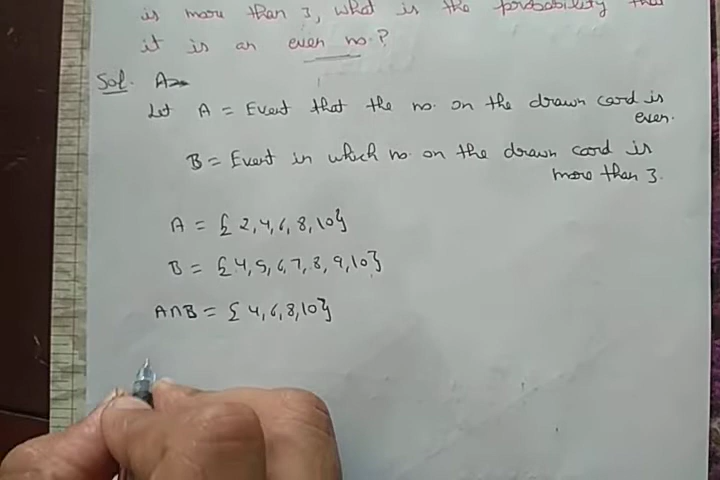 is more than 3, what is the probability that
it is an even no.?
Sol. A
Let A = Event that the no. on the drawn card is
even.
B = Event in which no. on the drawn card is
more than 3.
A = { 2, 4, 6, 8, 10}
B = { 4, 5, 6, 7, 8, 9, 10}
A∩B = { 4, 6, 8, 10}